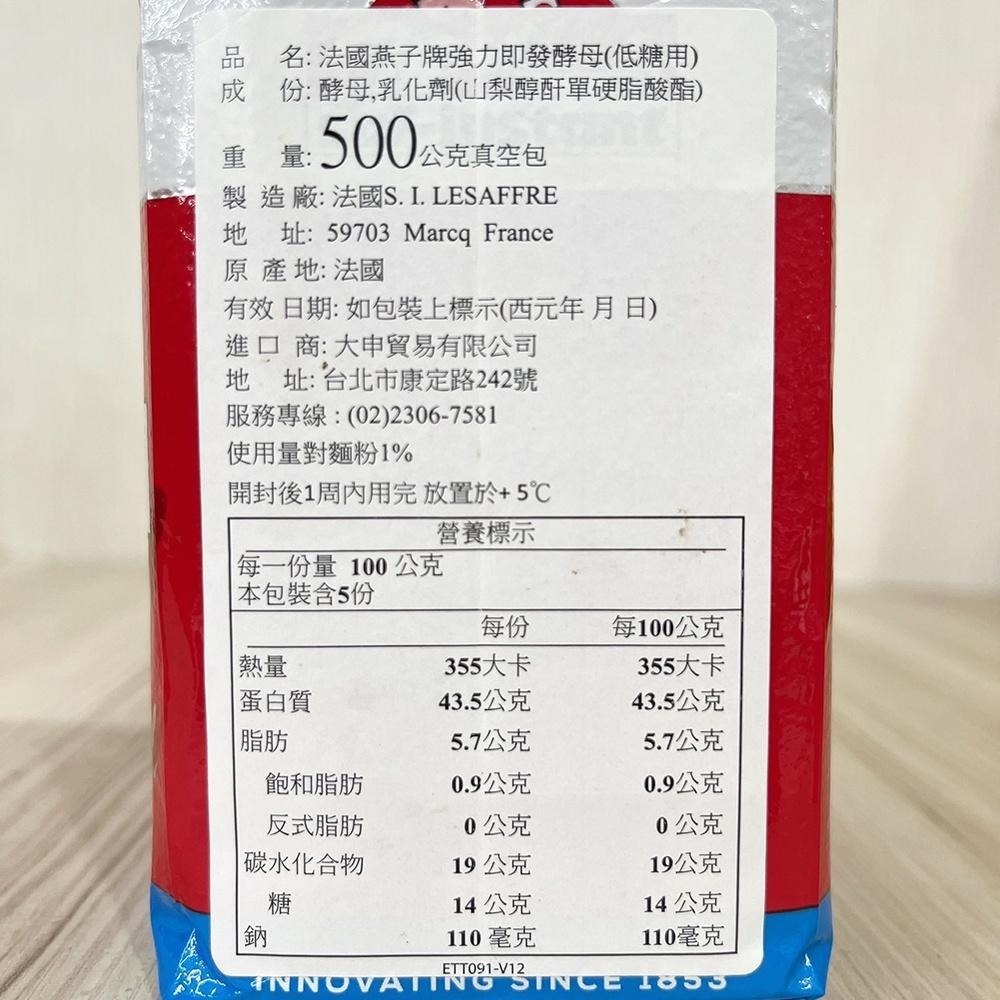 品 名: 法國燕子牌強力即發酵母(低糖用)
成 份: 酵母,乳化劑(山梨醇酐單硬脂酸酯)
重 量: 500公克真空包
製 造 廠: 法國S. I. LESAFFRE
地 址: 59703 Marcq France
原 產 地: 法國
有效 日期: 如包裝上標示(西元年 月 日)
進 口 商: 大申貿易有限公司
地 址: 台北市康定路242號
服務專線 : (02)2306-7581
使用量對麵粉1%
開封後1周內用完 放置於+ 5℃
營養標示
每一份量 100 公克
本包裝含5份
每份 每100公克
熱量 355大卡 355大卡
蛋白質 43.5公克 43.5公克
脂肪 5.7公克 5.7公克
飽和脂肪 0.9公克 0.9公克
反式脂肪 0 公克 0 公克
碳水化合物 19 公克 19公克
糖 14 公克 14 公克
鈉 110 毫克 110毫克
ETT091-V12
INNOVATING SINCE 1853